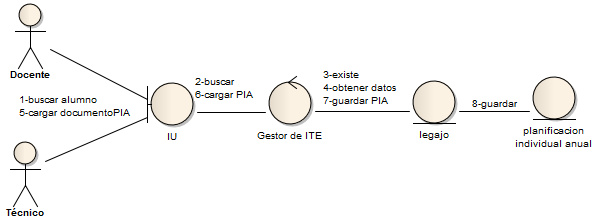 Docente
1-buscar alumno
5-cargar documentoPIA
Técnico
IU
2-buscar
6-cargar PIA
Gestor de ITE
3-existe
4-obtener datos
7-guardar PIA
legajo
8-guardar
planificacion
individual anual